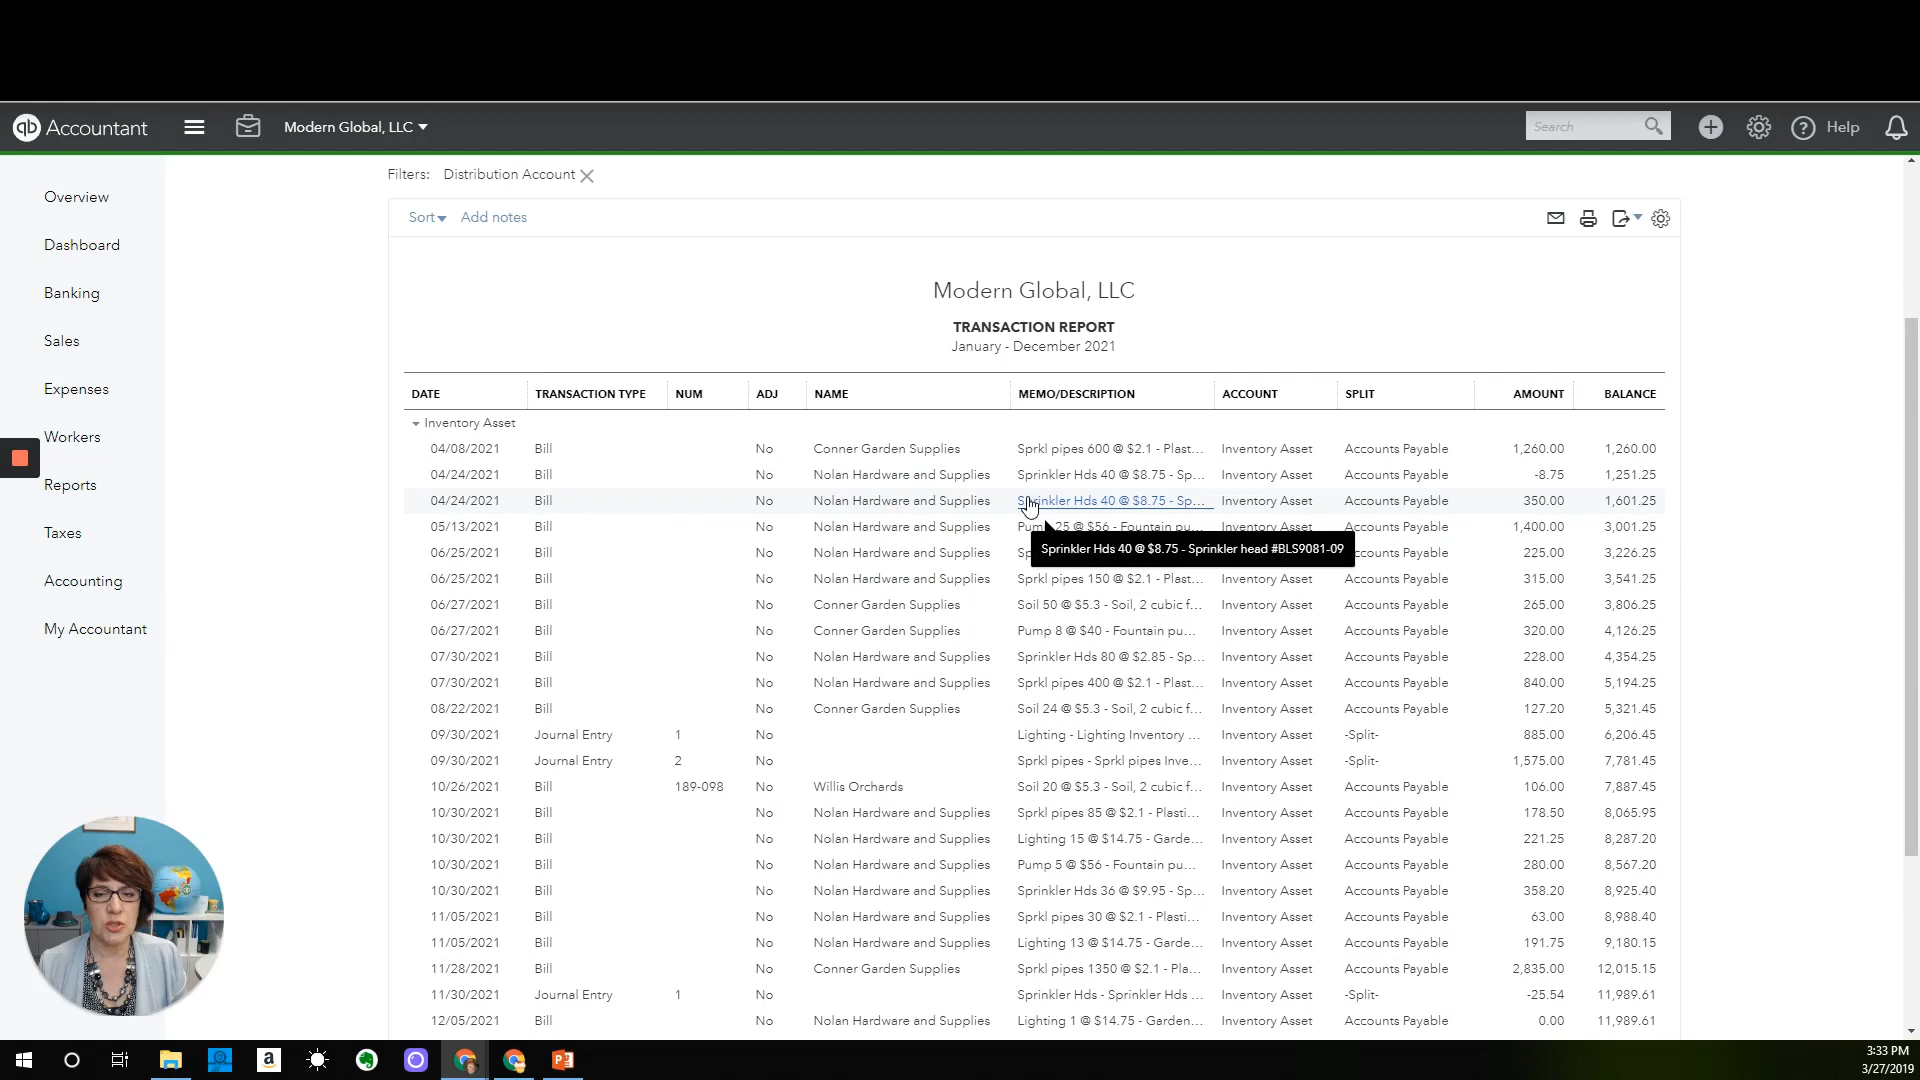 qb Accountant Modern Global, LLC Search Help
Filters: Distribution Account
Sort Add notes
Overview
Dashboard
Banking
Sales
Expenses
Workers
Reports
Taxes
Accounting
My Accountant
Modern Global, LLC
TRANSACTION REPORT
January - December 2021
DATE TRANSACTION TYPE NUM ADJ NAME MEMO/DESCRIPTION ACCOUNT SPLIT AMOUNT BALANCE
Inventory Asset
04/08/2021 Bill No Conner Garden Supplies Sprkl pipes 600 @ $2.1 - Plast... Inventory Asset Accounts Payable 1,260.00 1,260.00
04/24/2021 Bill No Nolan Hardware and Supplies Sprinkler Hds 40 @ $8.75 - Sp... Inventory Asset Accounts Payable -8.75 1,251.25
04/24/2021 Bill No Nolan Hardware and Supplies Sprinkler Hds 40 @ $8.75 - Sp... Inventory Asset Accounts Payable 350.00 1,601.25
05/13/2021 Bill No Nolan Hardware and Supplies Pump 25 @ $56 - Fountain pu... Inventory Asset Accounts Payable 1,400.00 3,001.25
Sprinkler Hds 40 @ $8.75 - Sprinkler head #BLS9081-09
06/25/2021 Bill No Nolan Hardware and Supplies Sp ccounts Payable 225.00 3,226.25
06/25/2021 Bill No Nolan Hardware and Supplies Sprkl pipes 150 @ $2.1 - Plast... Inventory Asset Accounts Payable 315.00 3,541.25
06/27/2021 Bill No Conner Garden Supplies Soil 50 @ $5.3 - Soil, 2 cubic f... Inventory Asset Accounts Payable 265.00 3,806.25
06/27/2021 Bill No Conner Garden Supplies Pump 8 @ $40 - Fountain pu... Inventory Asset Accounts Payable 320.00 4,126.25
07/30/2021 Bill No Nolan Hardware and Supplies Sprinkler Hds 80 @ $2.85 - Sp... Inventory Asset Accounts Payable 228.00 4,354.25
07/30/2021 Bill No Nolan Hardware and Supplies Sprkl pipes 400 @ $2.1 - Plast... Inventory Asset Accounts Payable 840.00 5,194.25
08/22/2021 Bill No Conner Garden Supplies Soil 24 @ $5.3 - Soil, 2 cubic f... Inventory Asset Accounts Payable 127.20 5,321.45
09/30/2021 Journal Entry 1 No Lighting - Lighting Inventory ... Inventory Asset -Split- 885.00 6,206.45
09/30/2021 Journal Entry 2 No Sprkl pipes - Sprkl pipes Inve... Inventory Asset -Split- 1,575.00 7,781.45
10/26/2021 Bill 189-098 No Willis Orchards Soil 20 @ $5.3 - Soil, 2 cubic f... Inventory Asset Accounts Payable 106.00 7,887.45
10/30/2021 Bill No Nolan Hardware and Supplies Sprkl pipes 85 @ $2.1 - Plasti... Inventory Asset Accounts Payable 178.50 8,065.95
10/30/2021 Bill No Nolan Hardware and Supplies Lighting 15 @ $14.75 - Garde... Inventory Asset Accounts Payable 221.25 8,287.20
10/30/2021 Bill No Nolan Hardware and Supplies Pump 5 @ $56 - Fountain pu... Inventory Asset Accounts Payable 280.00 8,567.20
10/30/2021 Bill No Nolan Hardware and Supplies Sprinkler Hds 36 @ $9.95 - Sp... Inventory Asset Accounts Payable 358.20 8,925.40
11/05/2021 Bill No Nolan Hardware and Supplies Sprkl pipes 30 @ $2.1 - Plasti... Inventory Asset Accounts Payable 63.00 8,988.40
11/05/2021 Bill No Nolan Hardware and Supplies Lighting 13 @ $14.75 - Garde... Inventory Asset Accounts Payable 191.75 9,180.15
11/28/2021 Bill No Conner Garden Supplies Sprkl pipes 1350 @ $2.1 - Pla... Inventory Asset Accounts Payable 2,835.00 12,015.15
11/30/2021 Journal Entry 1 No Sprinkler Hds - Sprinkler Hds ... Inventory Asset -Split- -25.54 11,989.61
12/05/2021 Bill No Nolan Hardware and Supplies Lighting 1 @ $14.75 - Garden... Inventory Asset Accounts Payable 0.00 11,989.61
3:33 PM
3/27/2019